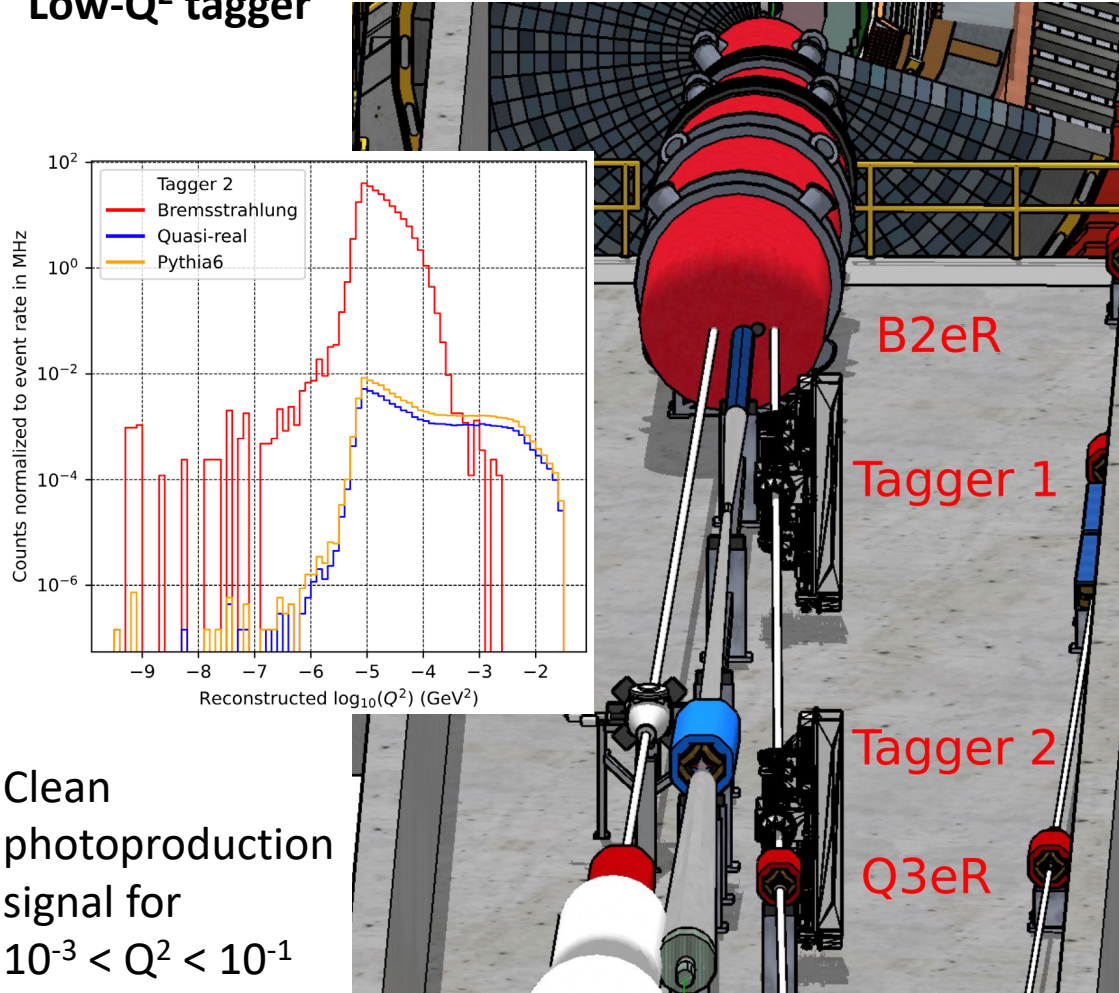 Low-Q² tagger
Tagger 2
Bremsstrahlung
Quasi-real
Pythia6
Counts normalized to event rate in MHz
10²
10⁰
10⁻²
10⁻⁴
10⁻⁶
−9 −8 −7 −6 −5 −4 −3 −2
Reconstructed log₁₀(Q²) (GeV²)
B2eR
Tagger 1
Tagger 2
Q3eR
Clean
photoproduction
signal for
10⁻³ < Q² < 10⁻¹